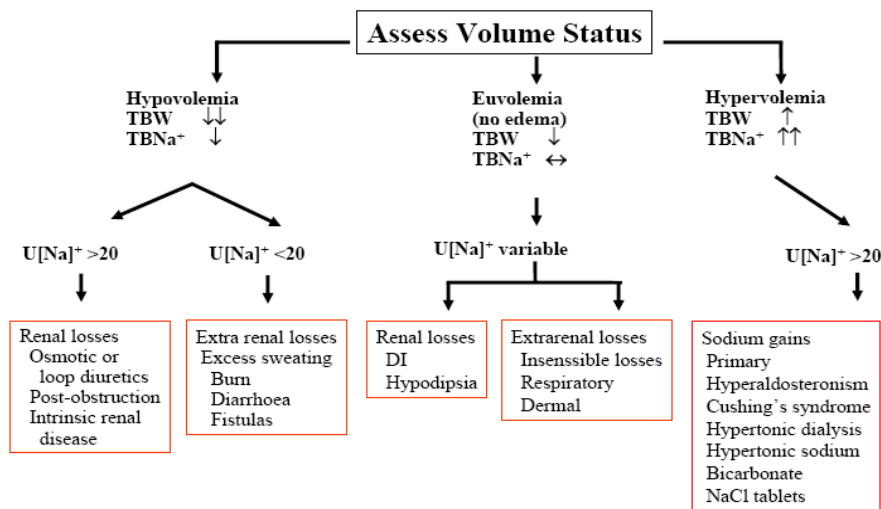 Assess Volume Status
Hypovolemia
TBW ↓↓
TBNa⁺ ↓
Euvolemia
(no edema)
TBW ↓
TBNa⁺ ↔
Hypervolemia
TBW ↑
TBNa⁺ ↑↑
U[Na]⁺ >20
U[Na]⁺ <20
U[Na]⁺ variable
U[Na]⁺ >20
Renal losses
Osmotic or
loop diuretics
Post-obstruction
Intrinsic renal
disease
Extra renal losses
Excess sweating
Burn
Diarrhoea
Fistulas
Renal losses
DI
Hypodipsia
Extrarenal losses
Insenssible losses
Respiratory
Dermal
Sodium gains
Primary
Hyperaldosteronism
Cushing's syndrome
Hypertonic dialysis
Hypertonic sodium
Bicarbonate
NaCl tablets